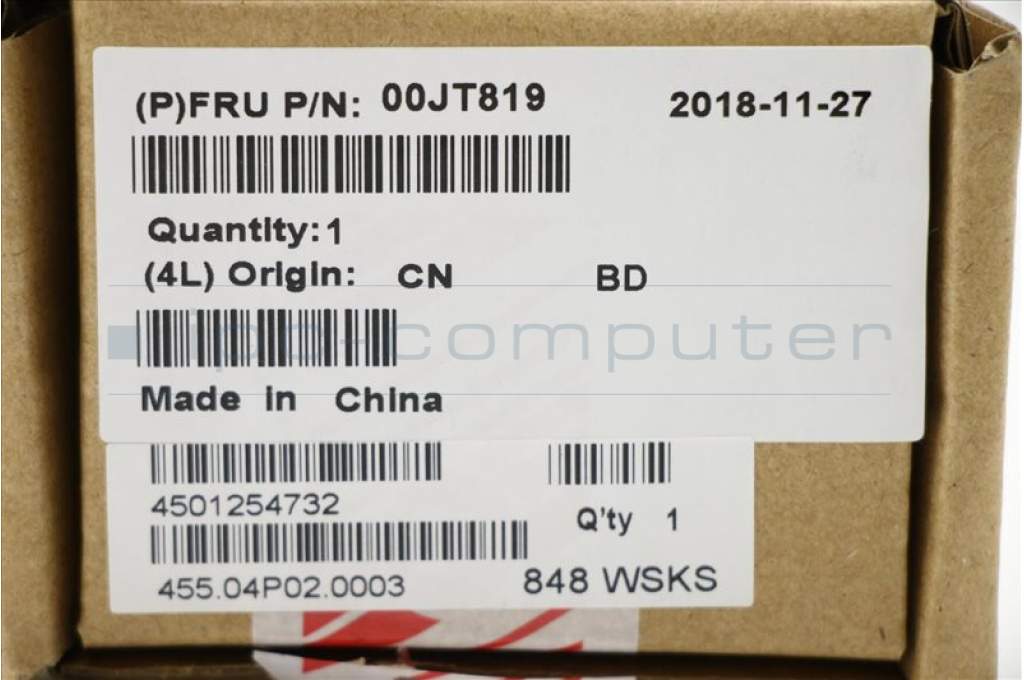 (P)FRU P/N: 00JT819 2018-11-27
Quantity:1
(4L) Origin: CN BD
ipc-computer
Made in China
4501254732
Q'ty 1
455.04P02.0003 848 WSKS